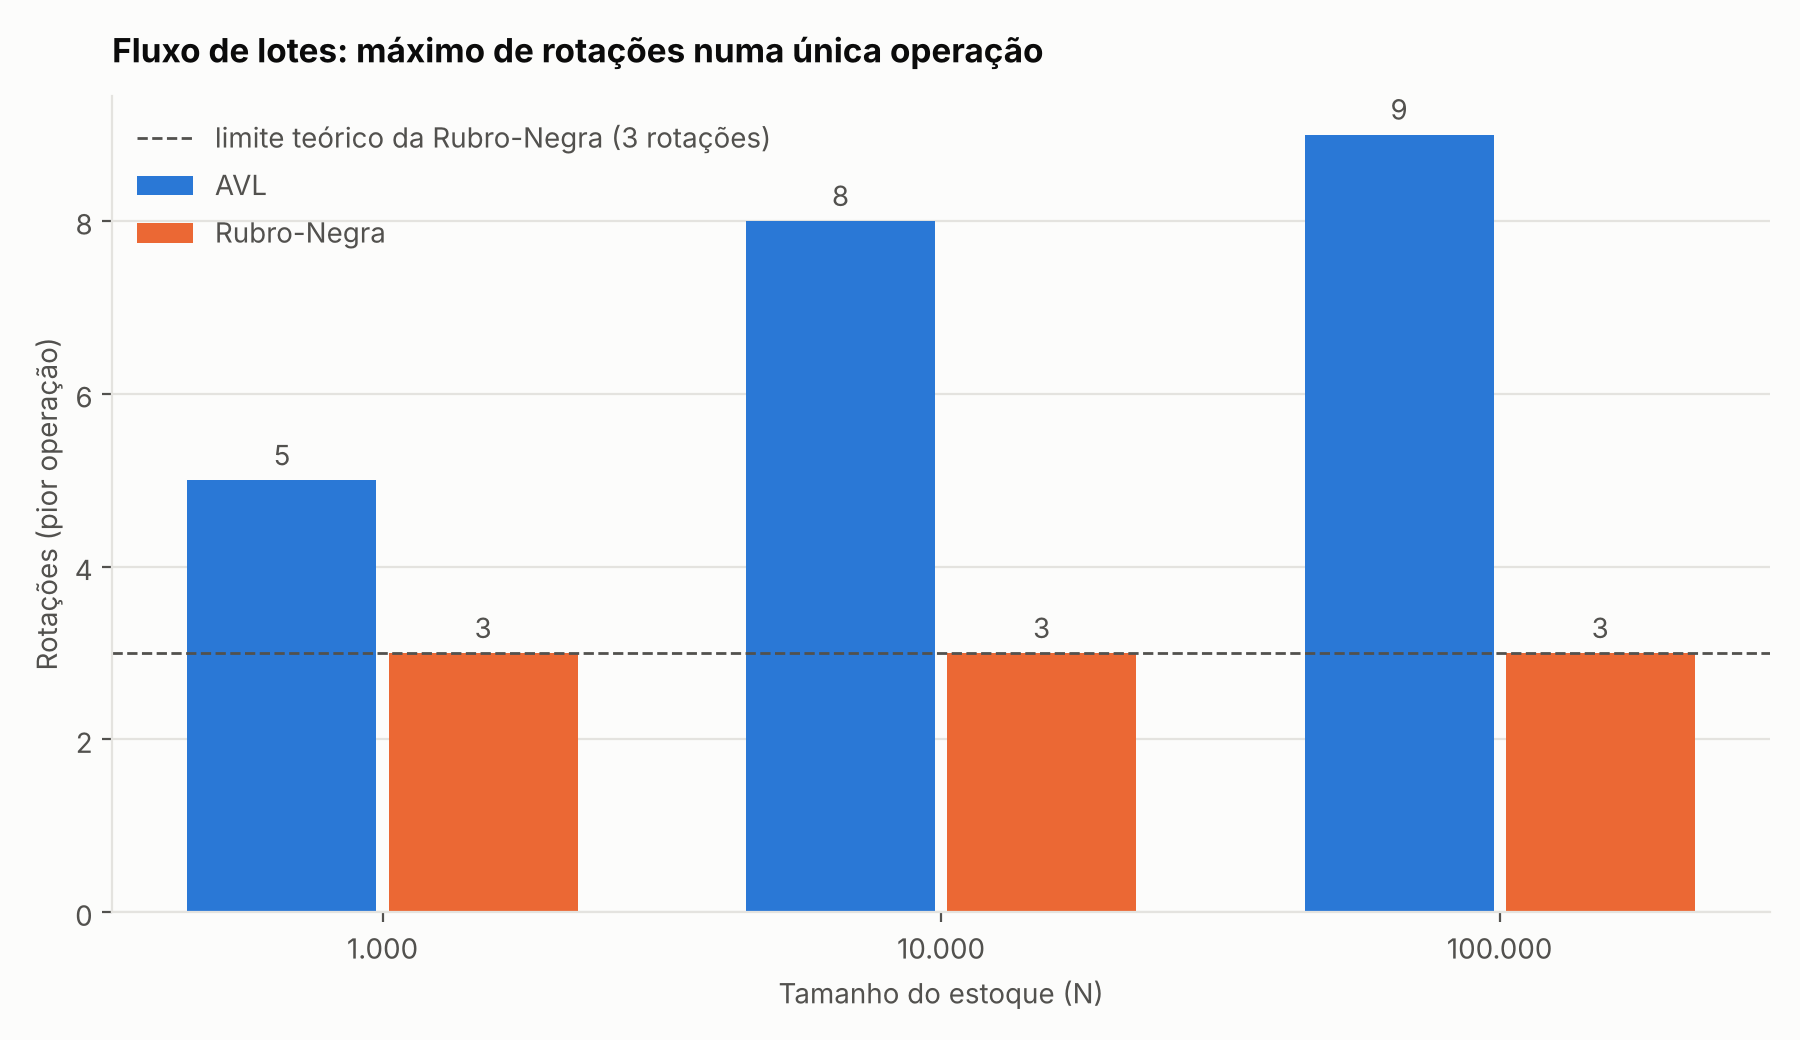 Fluxo de lotes: máximo de rotações numa única operação
limite teórico da Rubro-Negra (3 rotações)
AVL
Rubro-Negra
Rotações (pior operação)
8
6
4
2
0
5
3
8
3
9
3
1.000
10.000
100.000
Tamanho do estoque (N)